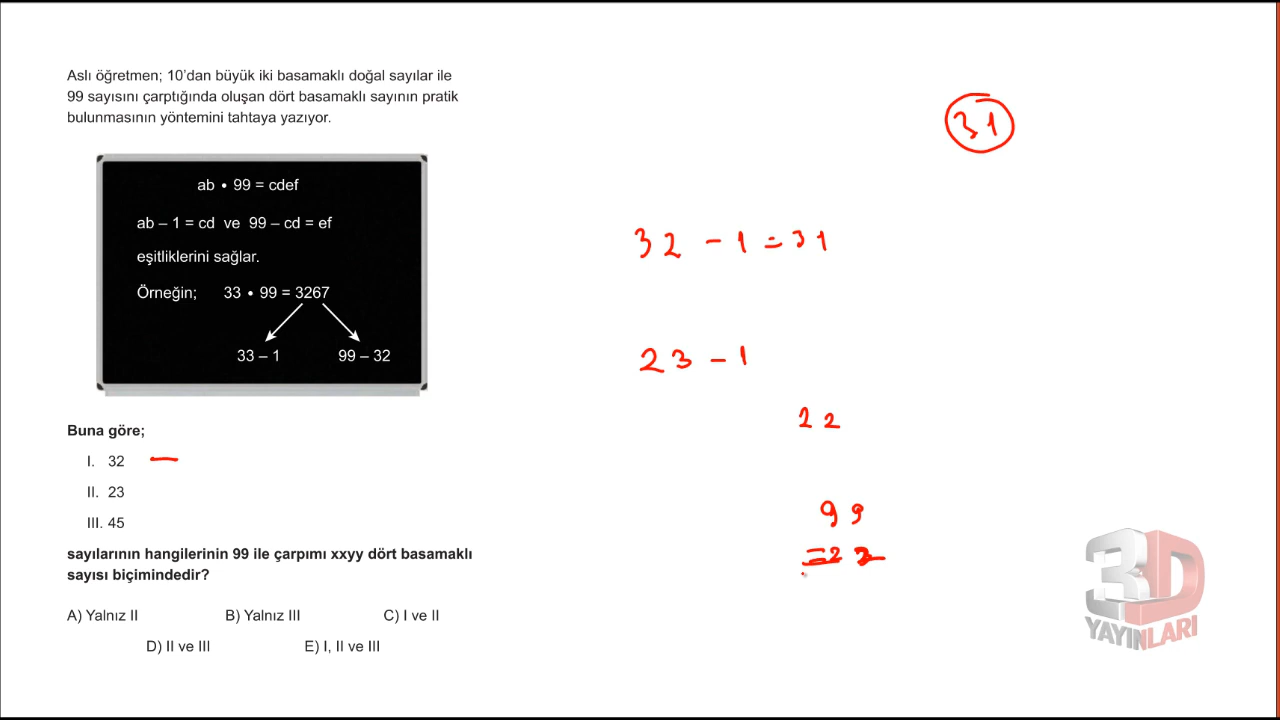 Aslı öğretmen; 10'dan büyük iki basamaklı doğal sayılar ile
99 sayısını çarptığında oluşan dört basamaklı sayının pratik
bulunmasının yöntemini tahtaya yazıyor.
ab • 99 = cdef
ab – 1 = cd ve 99 – cd = ef
eşitliklerini sağlar.
Örneğin; 33 • 99 = 3267
33 – 1 99 – 32
Buna göre;
I. 32
II. 23
III. 45
sayılarının hangilerinin 99 ile çarpımı xxyy dört basamaklı
sayısı biçimindedir?
A) Yalnız II B) Yalnız III C) I ve II
D) II ve III E) I, II ve III
31
32 – 1 = 31
23 – 1
22
99
= 22
3D
YAYINLARI